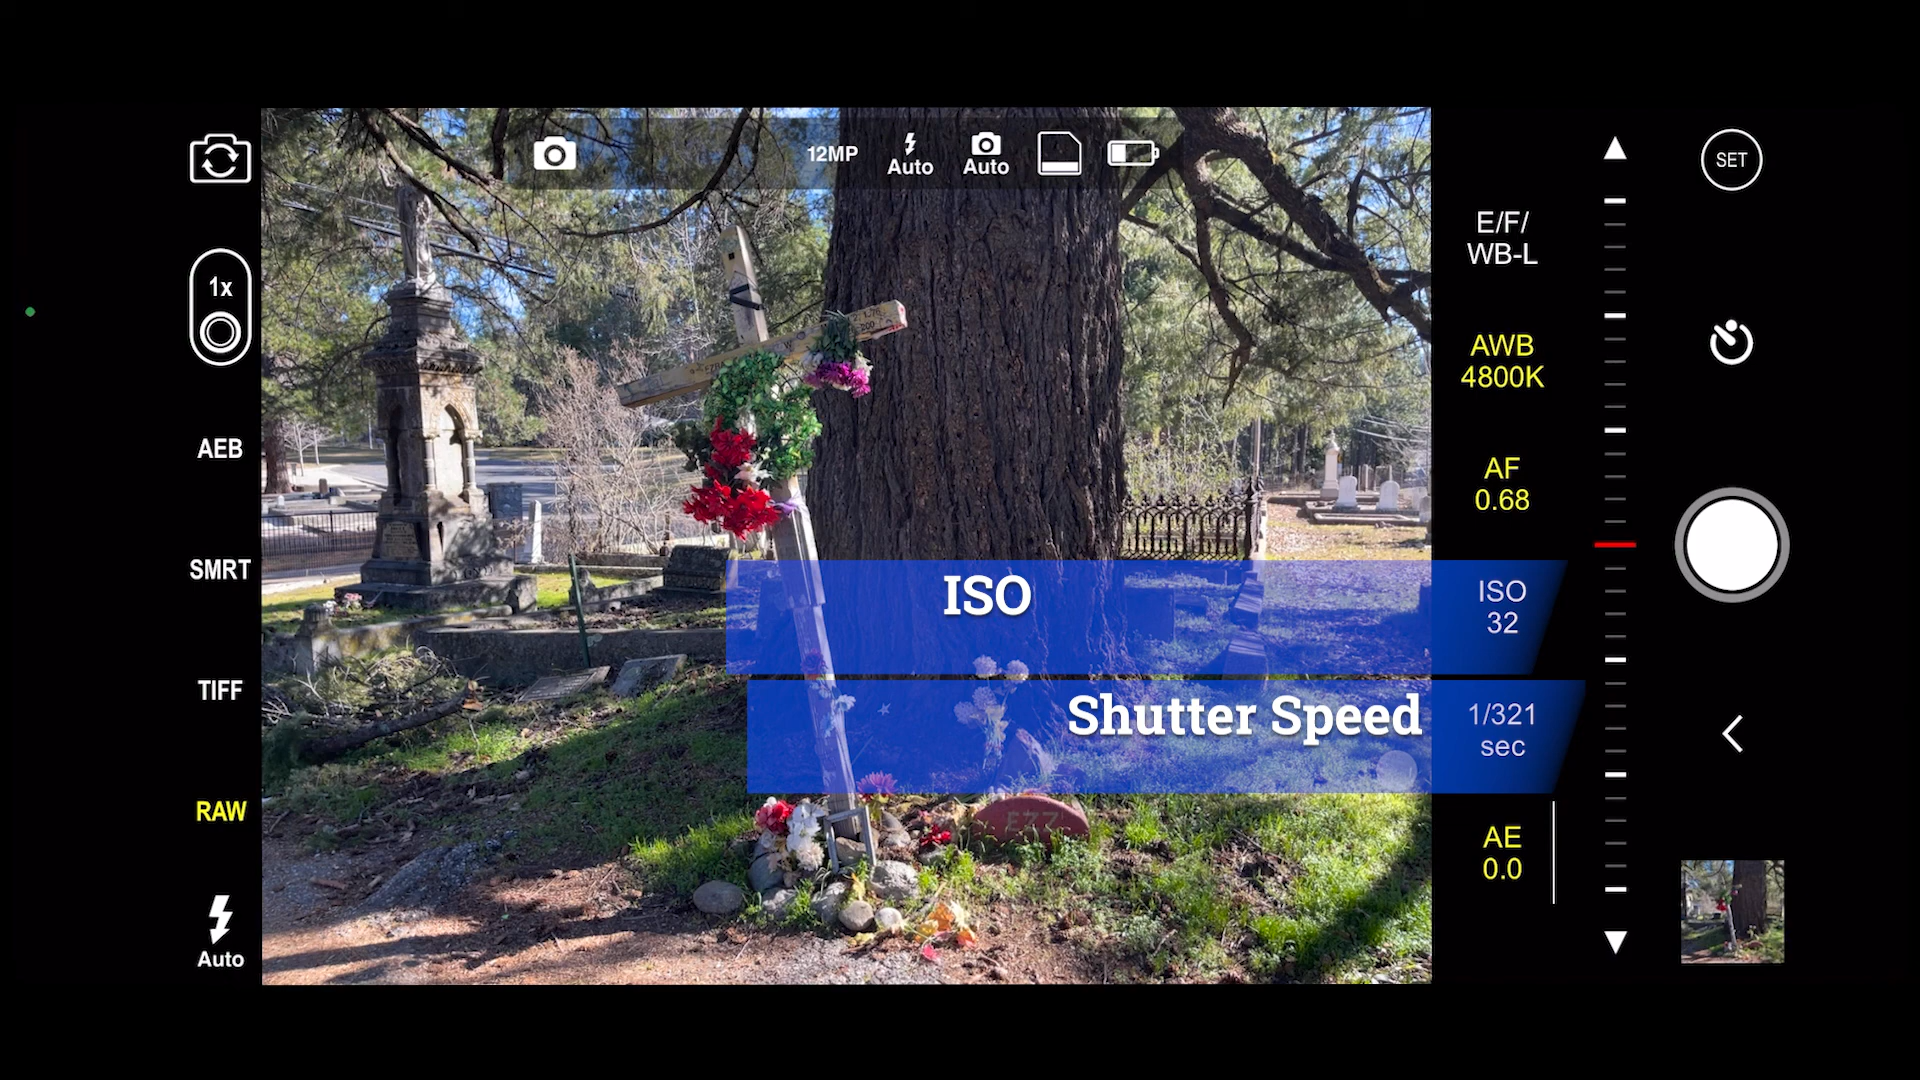 12MP
Auto
Auto
SET
1x
AEB
SMRT
TIFF
RAW
Auto
E/F/
WB-L
AWB
4800K
AF
0.68
ISO
ISO
32
Shutter Speed
1/321
sec
AE
0.0
EZZ